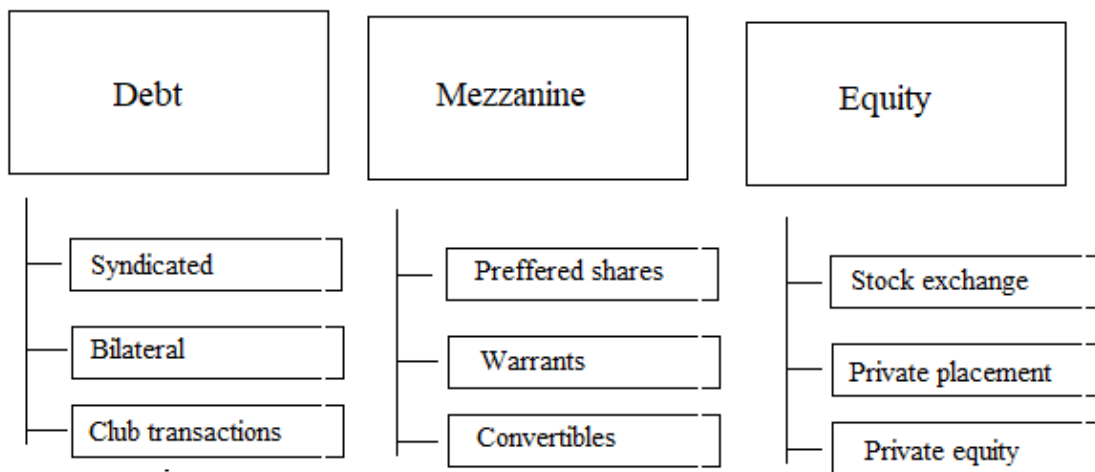 Debt
Syndicated
Bilateral
Club transactions
Mezzanine
Preffered shares
Warrants
Convertibles
Equity
Stock exchange
Private placement
Private equity